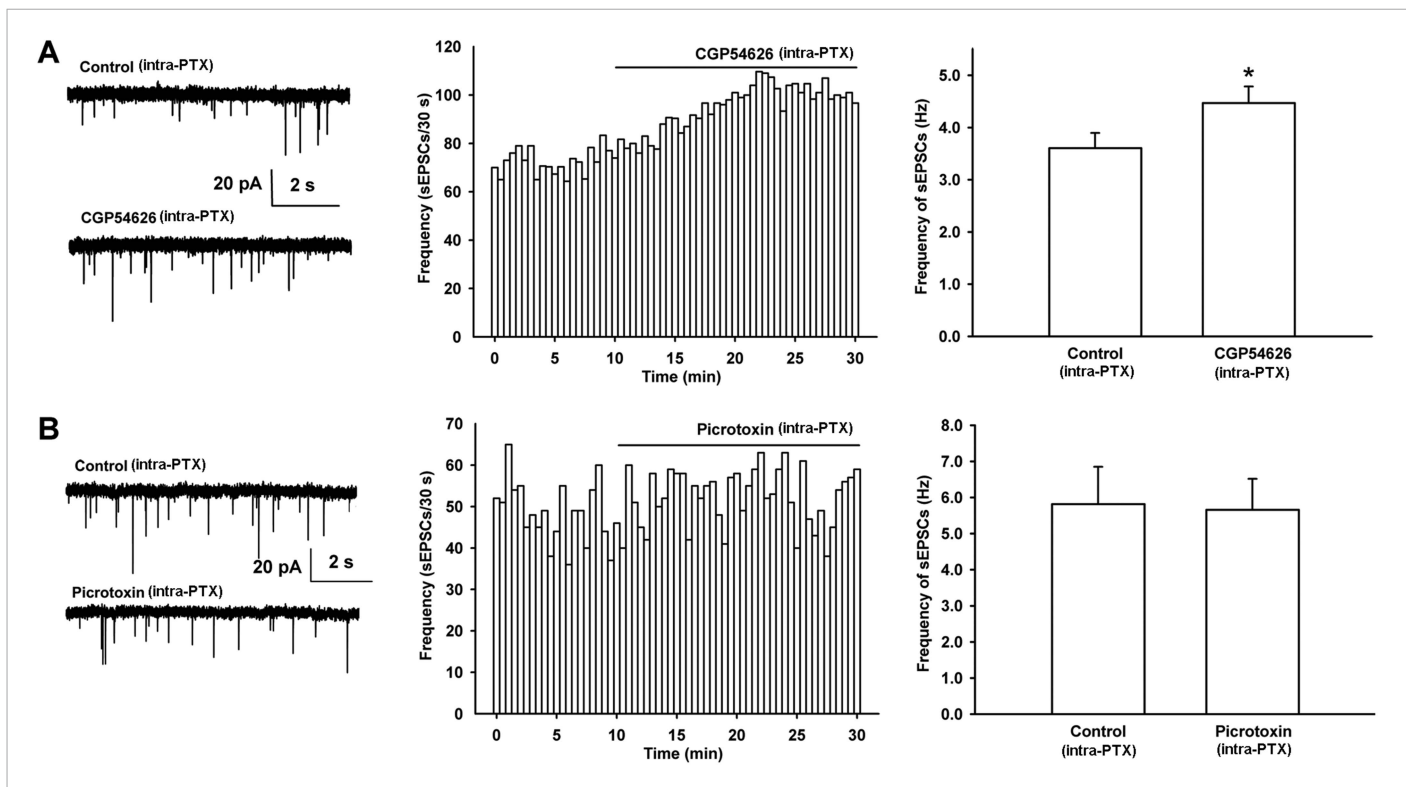 A
Control (intra-PTX)
20 pA
2 s
CGP54626 (intra-PTX)
Frequency (sEPSCs/30 s)
120
100
80
60
40
20
0
CGP54626 (intra-PTX)
0 5 10 15 20 25 30
Time (min)
Frequency of sEPSCs (Hz)
5.0
4.0
3.0
2.0
1.0
0.0
*
Control
(intra-PTX)
CGP54626
(intra-PTX)
B
Control (intra-PTX)
20 pA
2 s
Picrotoxin (intra-PTX)
Frequency (sEPSCs/30 s)
70
60
50
40
30
20
10
0
Picrotoxin (intra-PTX)
0 5 10 15 20 25 30
Time (min)
Frequency of sEPSCs (Hz)
8.0
7.0
6.0
5.0
4.0
3.0
2.0
1.0
0.0
Control
(intra-PTX)
Picrotoxin
(intra-PTX)